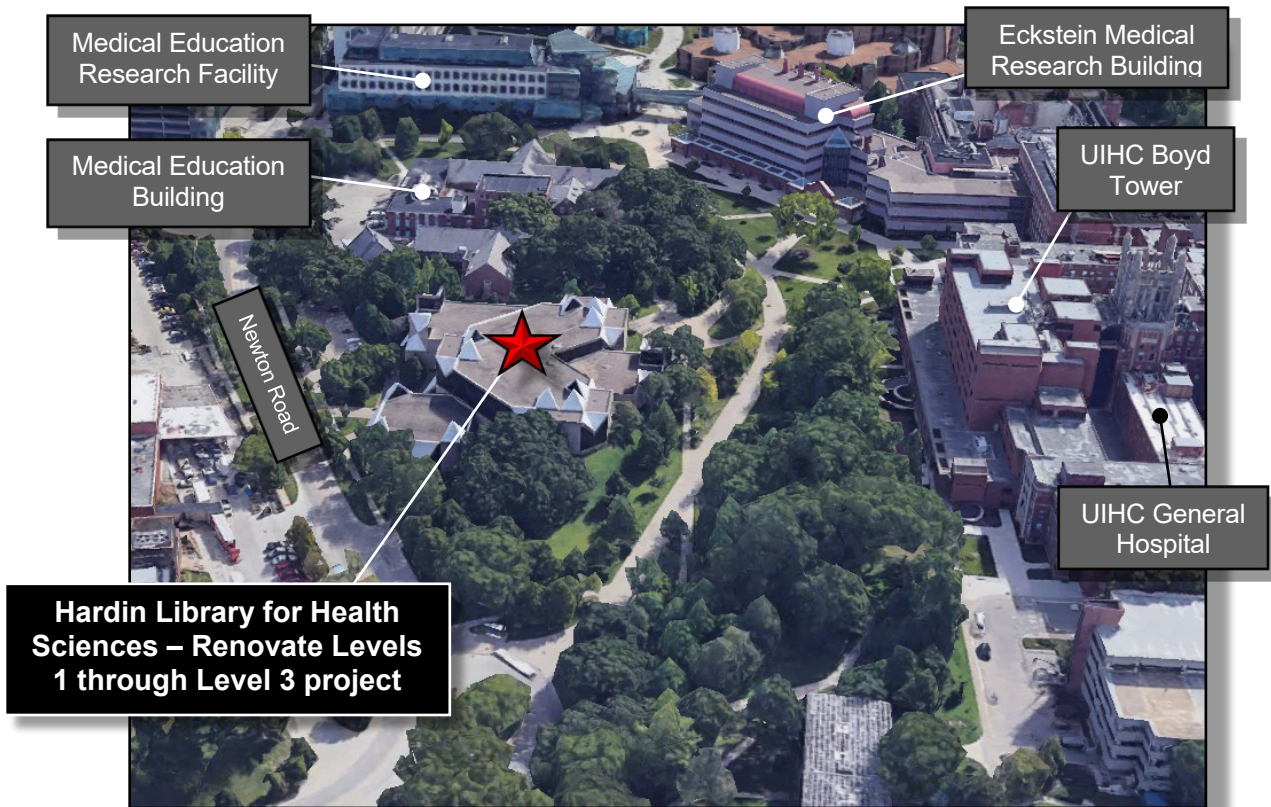 Medical Education
Research Facility
Eckstein Medical
Research Building
Medical Education
Building
UIHC Boyd
Tower
Newton Road
UIHC General
Hospital
Hardin Library for Health
Sciences – Renovate Levels
1 through Level 3 project